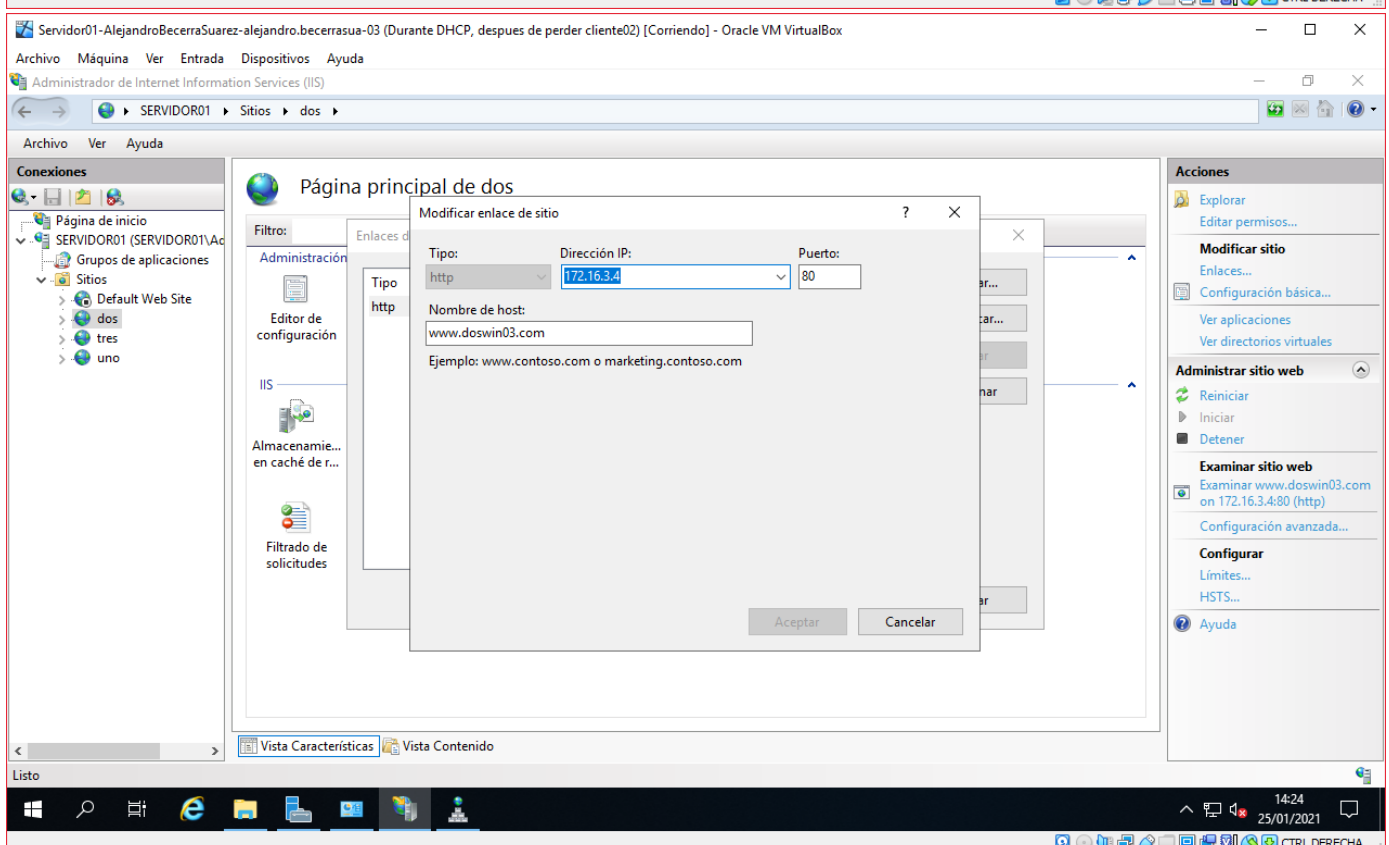 CTRL DERECHA
Servidor01-AlejandroBecerraSuarez-alejandro.becerrasua-03 (Durante DHCP, despues de perder cliente02) [Corriendo] - Oracle VM VirtualBox
Archivo Máquina Ver Entrada Dispositivos Ayuda
Administrador de Internet Information Services (IIS)
SERVIDOR01 Sitios dos
Archivo Ver Ayuda
Conexiones
Página de inicio
SERVIDOR01 (SERVIDOR01\Ad
Grupos de aplicaciones
Sitios
Default Web Site
dos
tres
uno
Página principal de dos
Filtro:
Administración
Editor de
configuración
IIS
Almacenamie...
en caché de r...
Filtrado de
solicitudes
Enlaces d
Tipo
http
ar...
car...
ar
nar
ar
Modificar enlace de sitio
? X
Tipo:
Dirección IP:
Puerto:
http
172.16.3.4
80
Nombre de host:
www.doswin03.com
Ejemplo: www.contoso.com o marketing.contoso.com
Aceptar
Cancelar
Vista Características
Vista Contenido
Acciones
Explorar
Editar permisos...
Modificar sitio
Enlaces...
Configuración básica...
Ver aplicaciones
Ver directorios virtuales
Administrar sitio web
Reiniciar
Iniciar
Detener
Examinar sitio web
Examinar www.doswin03.com
on 172.16.3.4:80 (http)
Configuración avanzada...
Configurar
Límites...
HSTS...
Ayuda
Listo
14:24
25/01/2021
CTRL DERECHA